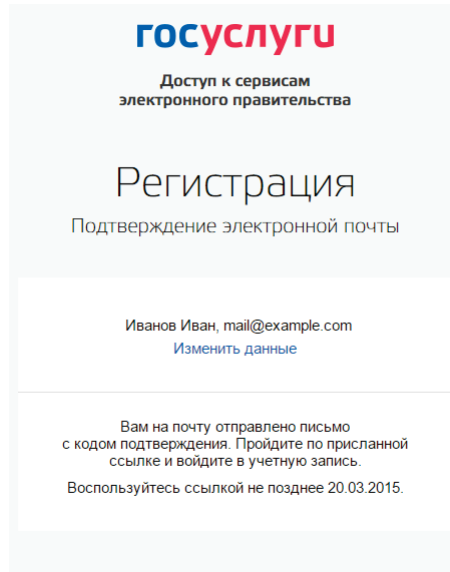 госуслуги
Доступ к сервисам
электронного правительства
Регистрация
Подтверждение электронной почты
Иванов Иван, mail@example.com
Изменить данные
Вам на почту отправлено письмо
с кодом подтверждения. Пройдите по присланной
ссылке и войдите в учетную запись.
Воспользуйтесь ссылкой не позднее 20.03.2015.